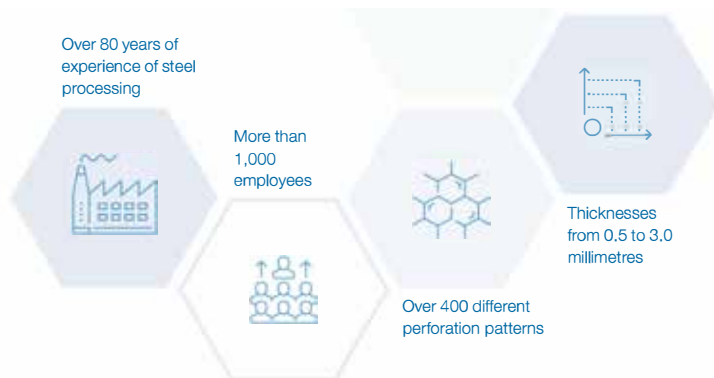 Over 80 years of
experience of steel
processing
More than
1,000
employees
Over 400 different
perforation patterns
Thicknesses
from 0.5 to 3.0
millimetres